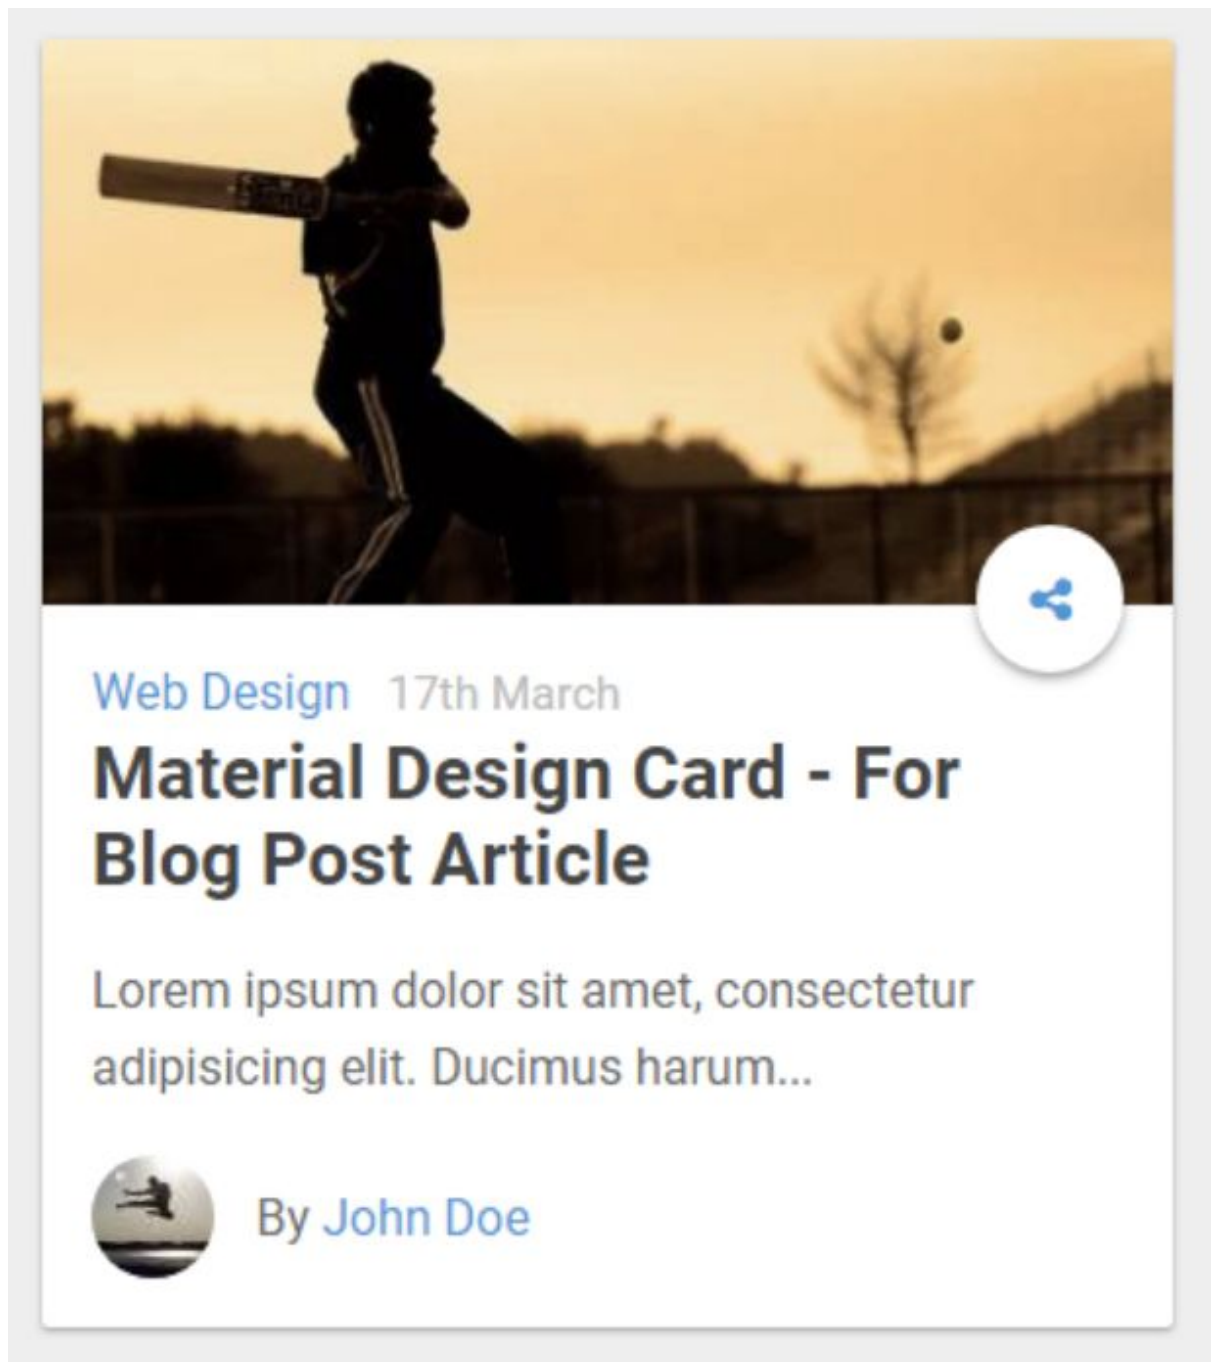 Web Design 17th March
Material Design Card - For
Blog Post Article
Lorem ipsum dolor sit amet, consectetur
adipisicing elit. Ducimus harum...
By John Doe